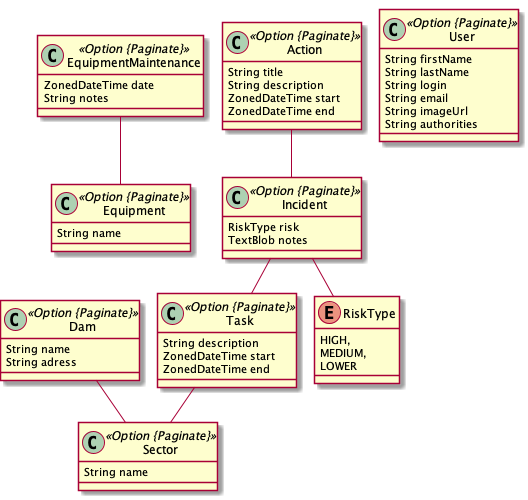 C «Option {Paginate}»
EquipmentMaintenance
ZonedDateTime date
String notes
C «Option {Paginate}»
Action
String title
String description
ZonedDateTime start
ZonedDateTime end
C «Option {Paginate}»
User
String firstName
String lastName
String login
String email
String imageUrl
String authorities
C «Option {Paginate}»
Equipment
String name
C «Option {Paginate}»
Incident
RiskType risk
TextBlob notes
C «Option {Paginate}»
Dam
String name
String adress
C «Option {Paginate}»
Task
String description
ZonedDateTime start
ZonedDateTime end
E RiskType
HIGH,
MEDIUM,
LOWER
C «Option {Paginate}»
Sector
String name